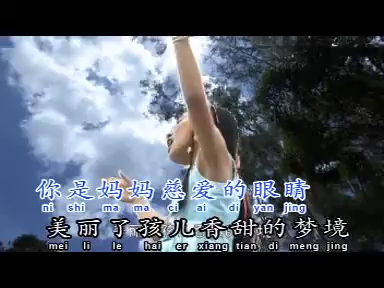 你是妈妈慈爱的眼睛
ni shi ma ma ci ai di yan jing
美丽了孩儿香甜的梦境
mei li le hai er xiang tian di meng jing